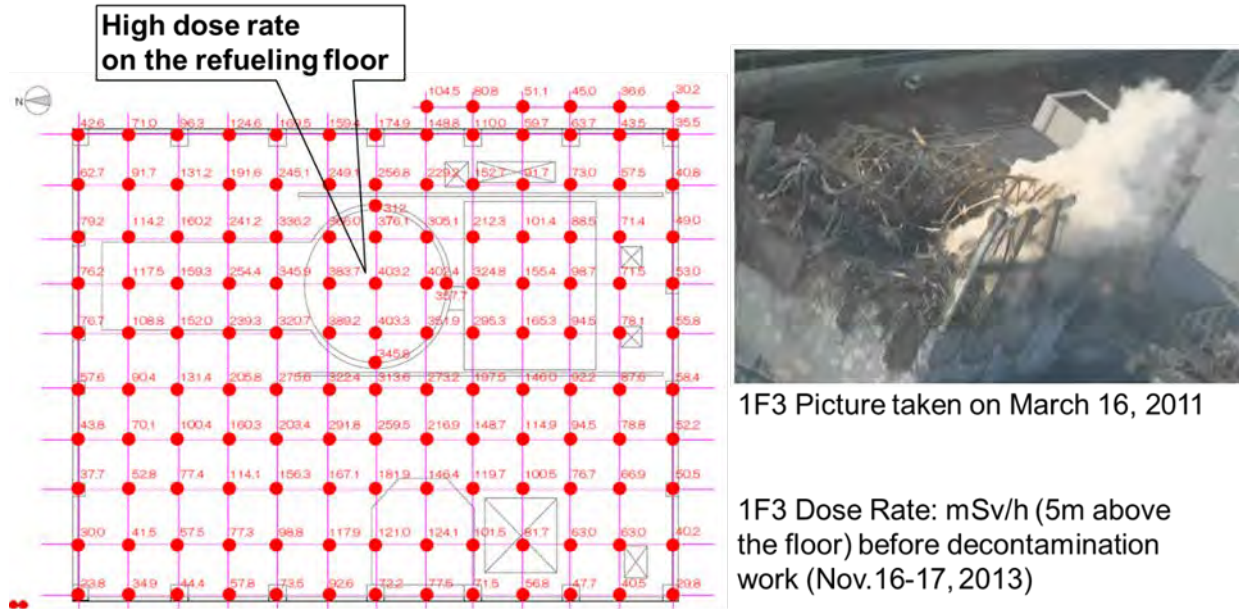 High dose rate
on the refueling floor
N
104.5 80.8 51.1 45.0 36.6 30.2
42.6 71.0 96.3 124.6 169.5 159.4 174.9 148.8 110.0 59.7 63.7 43.5 35.5
62.7 91.7 131.2 191.6 245.1 249.1 256.8 229.2 152.7 91.7 73.0 57.5 40.8
312
79.2 114.2 160.2 241.2 336.2 376.1 305.1 212.3 101.4 88.5 71.4 49.0
76.2 117.5 159.3 254.4 345.9 383.7 403.2 402.4 324.8 155.4 98.7 71.5 53.0
357.7
76.7 108.8 152.0 239.3 320.7 389.2 403.3 351.9 295.3 165.3 94.5 78.1 55.8
345.8
57.6 90.4 131.4 205.8 275.6 322.4 313.6 273.2 197.5 146.0 92.2 87.6 58.4
43.8 70.1 100.4 160.3 203.4 291.8 259.5 216.9 148.7 114.9 94.5 78.8 52.2
37.7 52.8 77.4 114.1 156.3 167.1 181.9 146.4 119.7 100.5 76.7 66.9 50.5
30.0 41.5 57.5 77.3 98.8 117.9 121.0 124.1 101.5 81.7 63.0 63.0 40.2
23.8 34.9 44.4 57.8 73.5 92.6 72.2 77.5 71.5 56.8 47.7 40.5 29.8
1F3 Picture taken on March 16, 2011
1F3 Dose Rate: mSv/h (5m above
the floor) before decontamination
work (Nov.16-17, 2013)